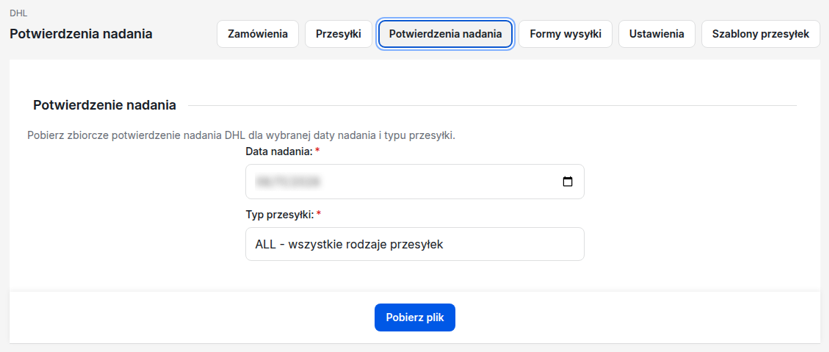 DHL
Potwierdzenia nadania
Zamówienia
Przesyłki
Potwierdzenia nadania
Formy wysyłki
Ustawienia
Szablony przesyłek
Potwierdzenie nadania
Pobierz zbiorcze potwierdzenie nadania DHL dla wybranej daty nadania i typu przesyłki.
Data nadania: *
Typ przesyłki: *
ALL - wszystkie rodzaje przesyłek
Pobierz plik